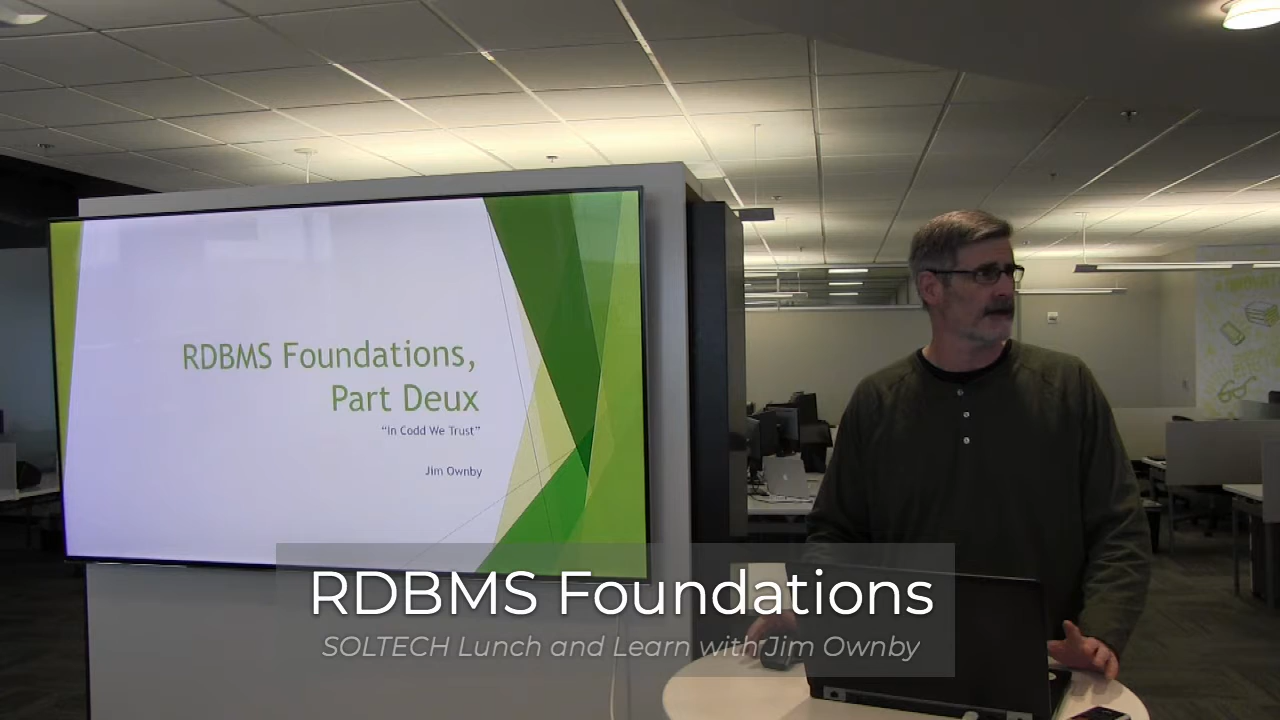 RDBMS Foundations,
Part Deux
“In Codd We Trust”
Jim Ownby
RDBMS Foundations
SOLTECH Lunch and Learn with Jim Ownby